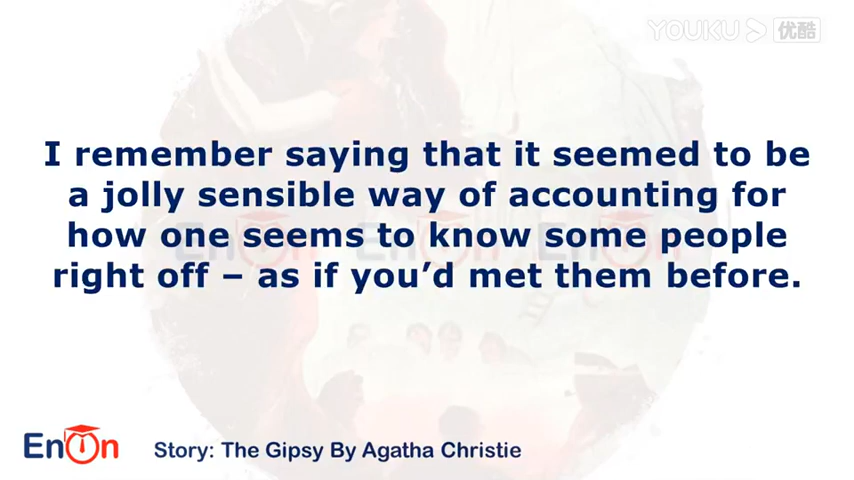 YOUKU 优酷
I remember saying that it seemed to be
a jolly sensible way of accounting for
how one seems to know some people
right off – as if you’d met them before.
EnOn
Story: The Gipsy By Agatha Christie